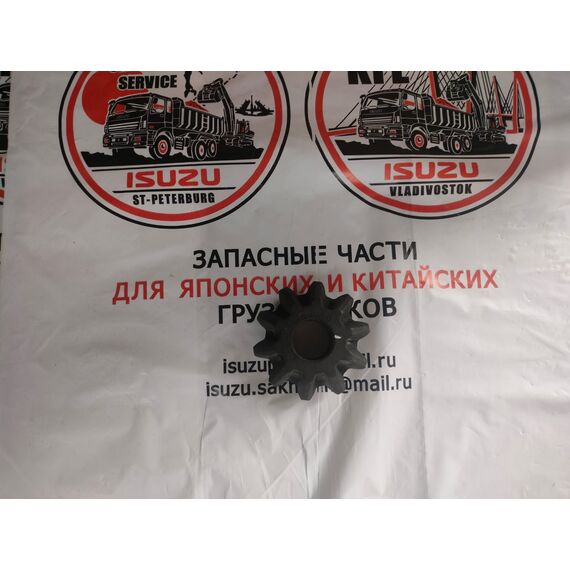 SERVICE
ISUZU
ST-PETERBURG
ISUZU
VLADIVOSTOK
ЗАПАСНЫЕ ЧАСТИ
ДЛЯ ЯПОНСКИХ И КИТАЙСКИХ